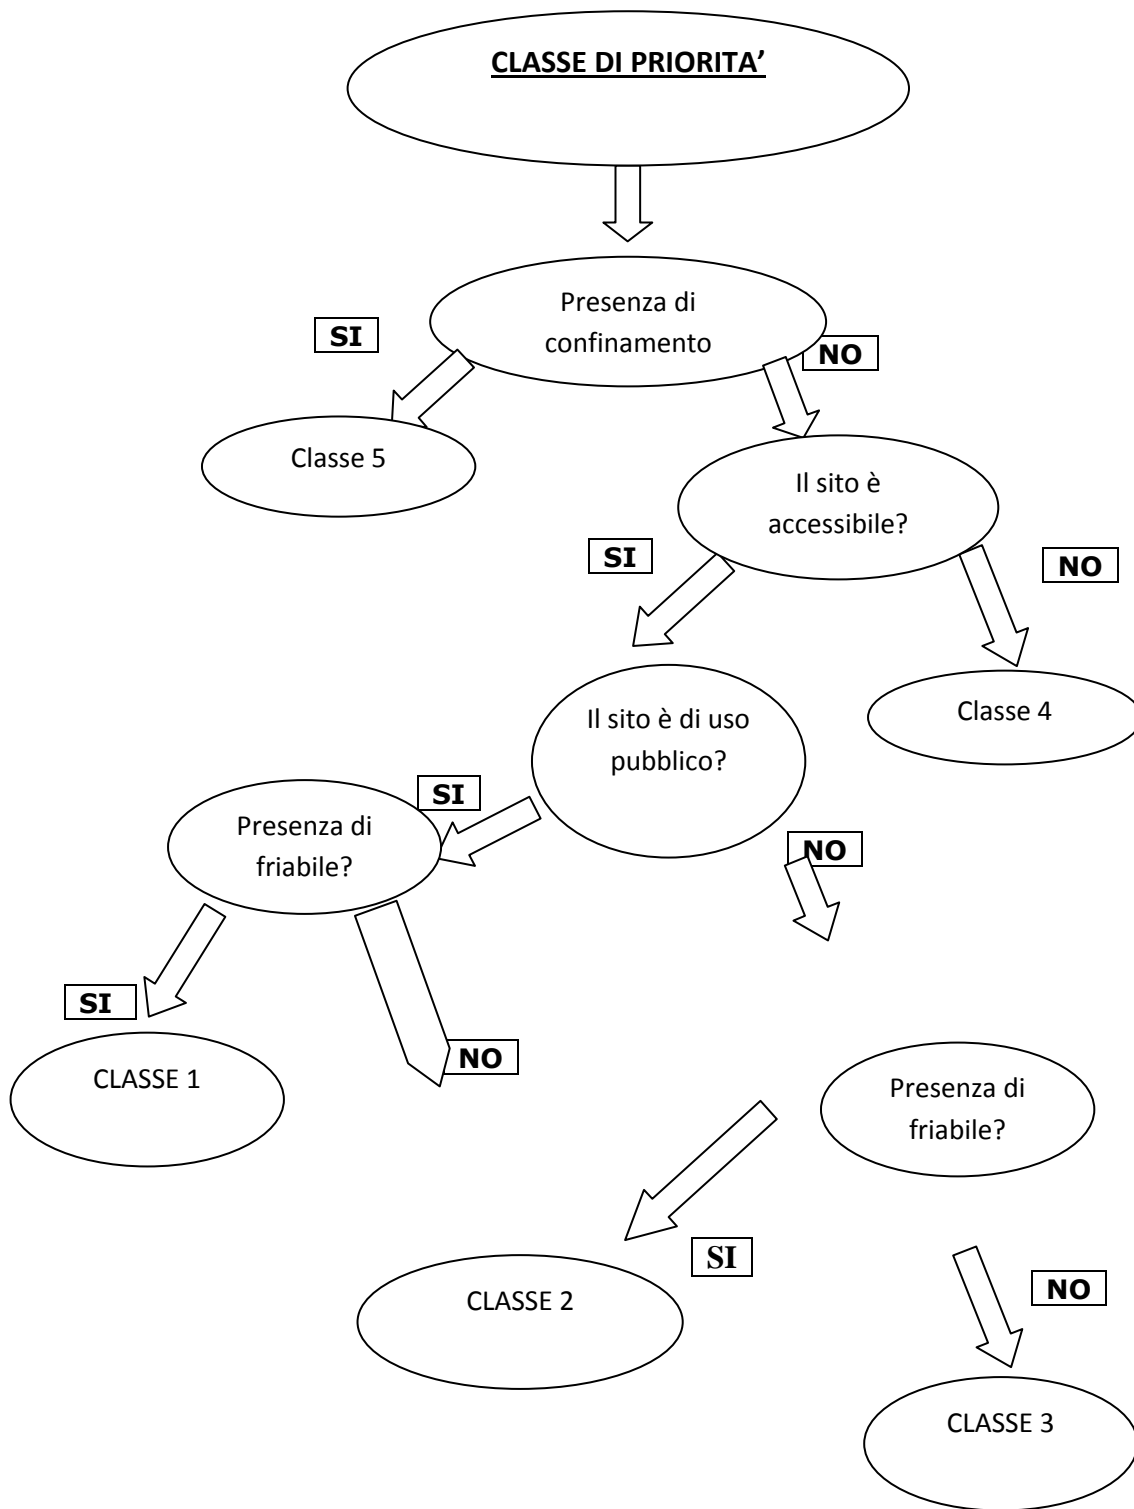 CLASSE DI PRIORITA’
Presenza di
confinamento
SI
NO
Classe 5
Il sito è
accessibile?
SI
NO
Il sito è di uso
pubblico?
Classe 4
SI
NO
Presenza di
friabile?
SI
NO
CLASSE 1
Presenza di
friabile?
SI
NO
CLASSE 2
CLASSE 3